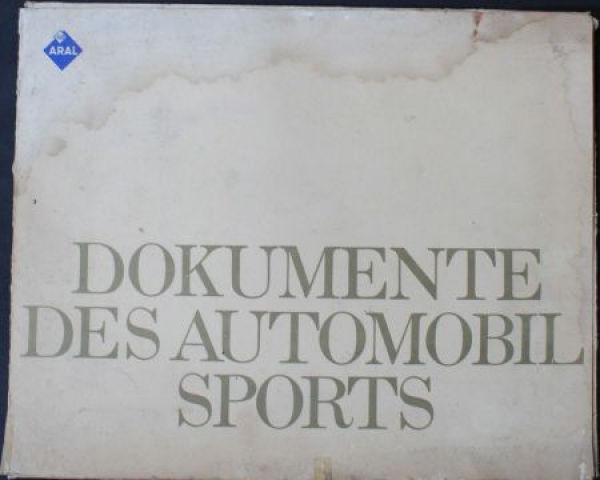 ARAL
DOKUMENTE
DES AUTOMOBIL
SPORTS